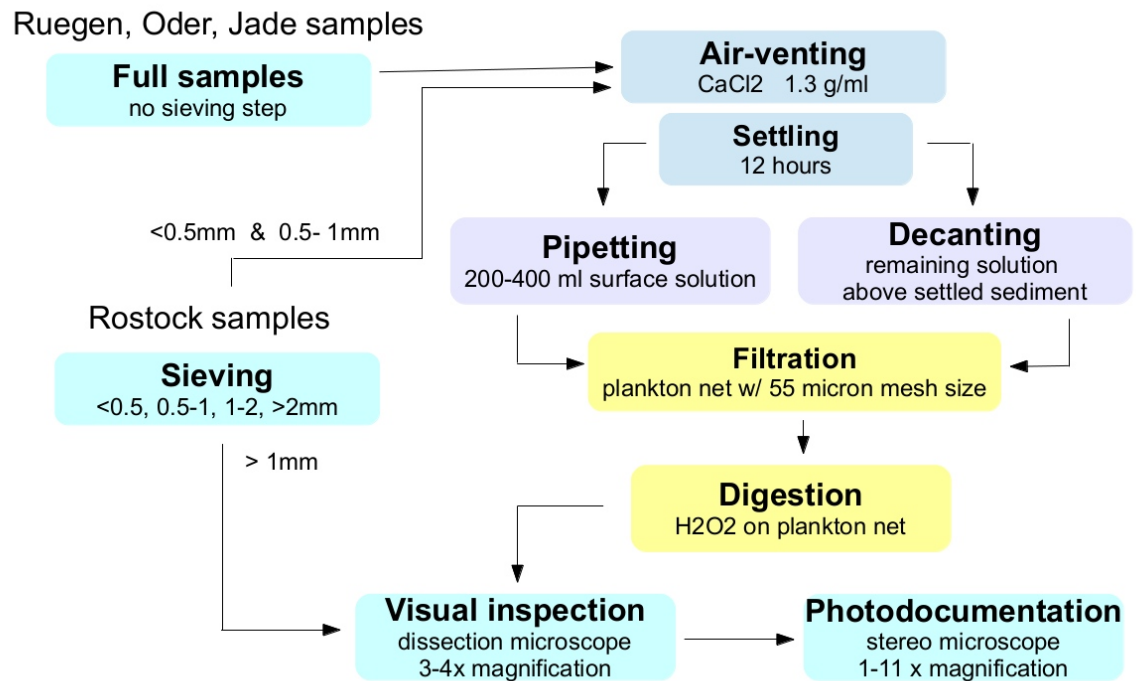 Ruegen, Oder, Jade samples
Full samples
no sieving step
Air-venting
CaCl2 1.3 g/ml
Settling
12 hours
<0.5mm & 0.5- 1mm
Pipetting
200-400 ml surface solution
Decanting
remaining solution
above settled sediment
Rostock samples
Sieving
<0.5, 0.5-1, 1-2, >2mm
Filtration
plankton net w/ 55 micron mesh size
> 1mm
Digestion
H2O2 on plankton net
Visual inspection
dissection microscope
3-4x magnification
Photodocumentation
stereo microscope
1-11 x magnification